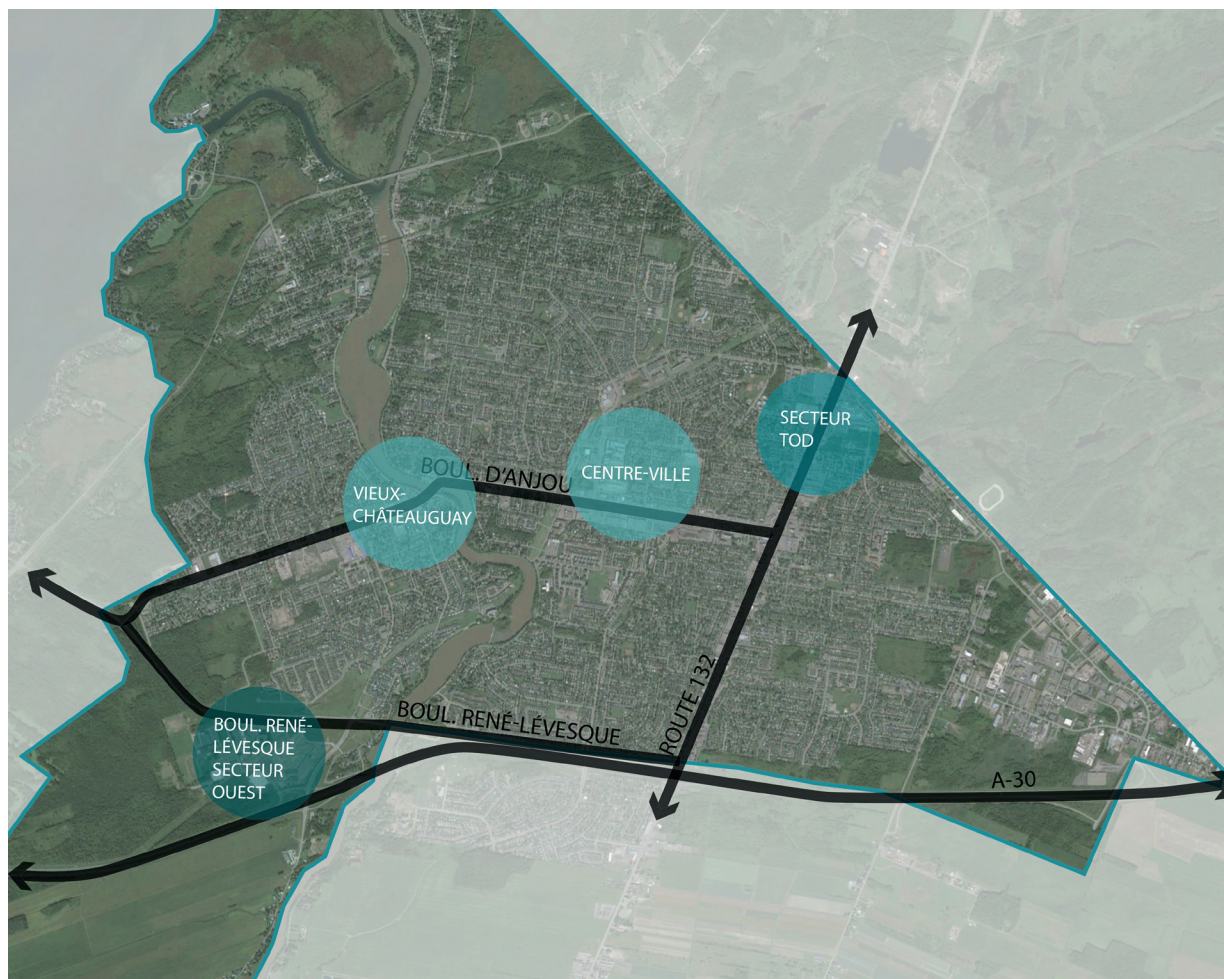 SECTEUR
TOD
BOUL. D'ANJOU
CENTRE-VILLE
VIEUX-
CHÂTEAUGUAY
ROUTE 132
BOUL. RENÉ-LÉVESQUE
BOUL. RENÉ-
LÉVESQUE
SECTEUR
OUEST
A-30